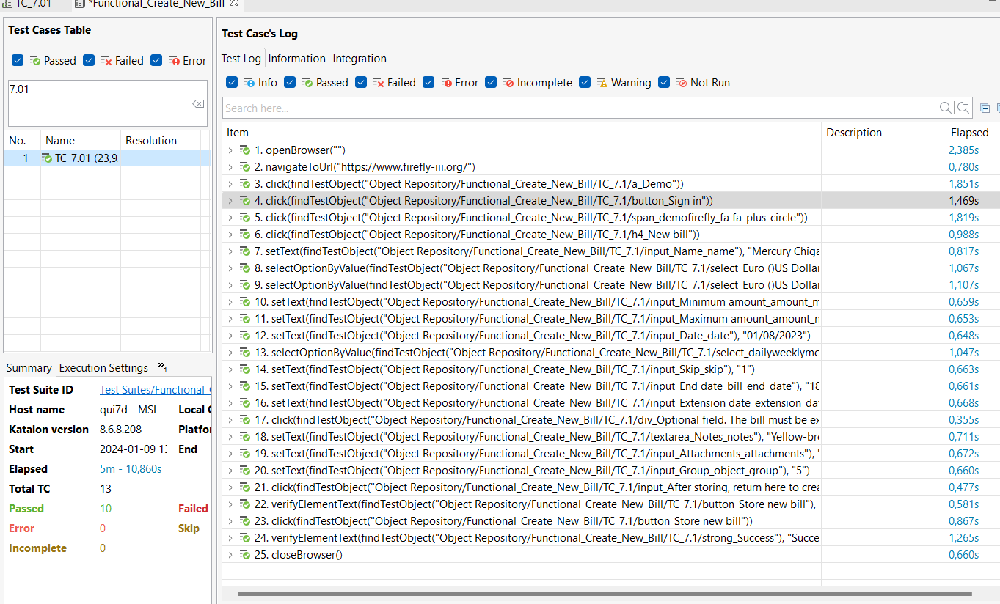 TC_7.01
*Functional_Create_New_Bill
Test Cases Table
Passed Failed Error
7.01
No. Name Resolution
1 TC_7.01 (23,9
Summary Execution Settings »1
Test Suite ID Test Suites/Functional_
Host name qui7d - MSI Local
Katalon version 8.6.8.208 Platfo
Start 2024-01-09 13 End
Elapsed 5m - 10,860s
Total TC 13
Passed 10 Failed
Error 0 Skip
Incomplete 0
Test Case's Log
Test Log Information Integration
Info Passed Failed Error Incomplete Warning Not Run
Search here...
Item Description Elapsed
1. openBrowser("") 2,385s
2. navigateToUrl("https://www.firefly-iii.org/") 0,780s
3. click(findTestObject("Object Repository/Functional_Create_New_Bill/TC_7.1/a_Demo")) 1,851s
4. click(findTestObject("Object Repository/Functional_Create_New_Bill/TC_7.1/button_Sign in")) 1,469s
5. click(findTestObject("Object Repository/Functional_Create_New_Bill/TC_7.1/span_demofirefly_fa fa-plus-circle")) 1,819s
6. click(findTestObject("Object Repository/Functional_Create_New_Bill/TC_7.1/h4_New bill")) 0,988s
7. setText(findTestObject("Object Repository/Functional_Create_New_Bill/TC_7.1/input_Name_name"), "Mercury Chiga 0,817s
8. selectOptionByValue(findTestObject("Object Repository/Functional_Create_New_Bill/TC_7.1/select_Euro ()US Dollar 1,067s
9. selectOptionByValue(findTestObject("Object Repository/Functional_Create_New_Bill/TC_7.1/select_Euro ()US Dollar 1,107s
10. setText(findTestObject("Object Repository/Functional_Create_New_Bill/TC_7.1/input_Minimum amount_amount_m 0,659s
11. setText(findTestObject("Object Repository/Functional_Create_New_Bill/TC_7.1/input_Maximum amount_amount_m 0,653s
12. setText(findTestObject("Object Repository/Functional_Create_New_Bill/TC_7.1/input_Date_date"), "01/08/2023") 0,648s
13. selectOptionByValue(findTestObject("Object Repository/Functional_Create_New_Bill/TC_7.1/select_dailyweeklymo 1,047s
14. setText(findTestObject("Object Repository/Functional_Create_New_Bill/TC_7.1/input_Skip_skip"), "1") 0,663s
15. setText(findTestObject("Object Repository/Functional_Create_New_Bill/TC_7.1/input_End date_bill_end_date"), "18 0,661s
16. setText(findTestObject("Object Repository/Functional_Create_New_Bill/TC_7.1/input_Extension date_extension_da 0,668s
17. click(findTestObject("Object Repository/Functional_Create_New_Bill/TC_7.1/div_Optional field. The bill must be ex 0,355s
18. setText(findTestObject("Object Repository/Functional_Create_New_Bill/TC_7.1/textarea_Notes_notes"), "Yellow-bre 0,711s
19. setText(findTestObject("Object Repository/Functional_Create_New_Bill/TC_7.1/input_Attachments_attachments"), " 0,672s
20. setText(findTestObject("Object Repository/Functional_Create_New_Bill/TC_7.1/input_Group_object_group"), "5") 0,660s
21. click(findTestObject("Object Repository/Functional_Create_New_Bill/TC_7.1/input_After storing, return here to crea 0,477s
22. verifyElementText(findTestObject("Object Repository/Functional_Create_New_Bill/TC_7.1/button_Store new bill"), 0,581s
23. click(findTestObject("Object Repository/Functional_Create_New_Bill/TC_7.1/button_Store new bill")) 0,867s
24. verifyElementText(findTestObject("Object Repository/Functional_Create_New_Bill/TC_7.1/strong_Success"), "Succe 1,265s
25. closeBrowser() 0,660s